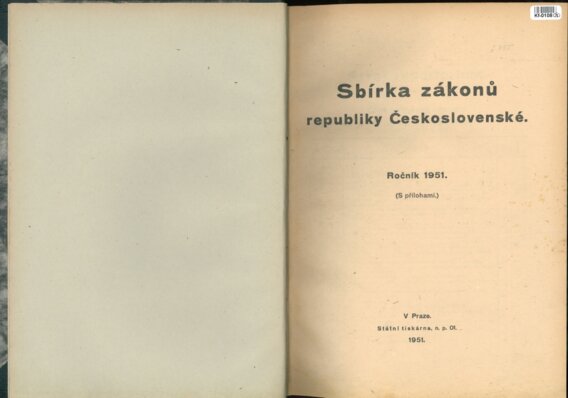 Sbírka zákonů
republiky Československé.
Ročník 1951.
(S přílohami.)
V Praze.
Státní tiskárna, n. p. 01.
1951.